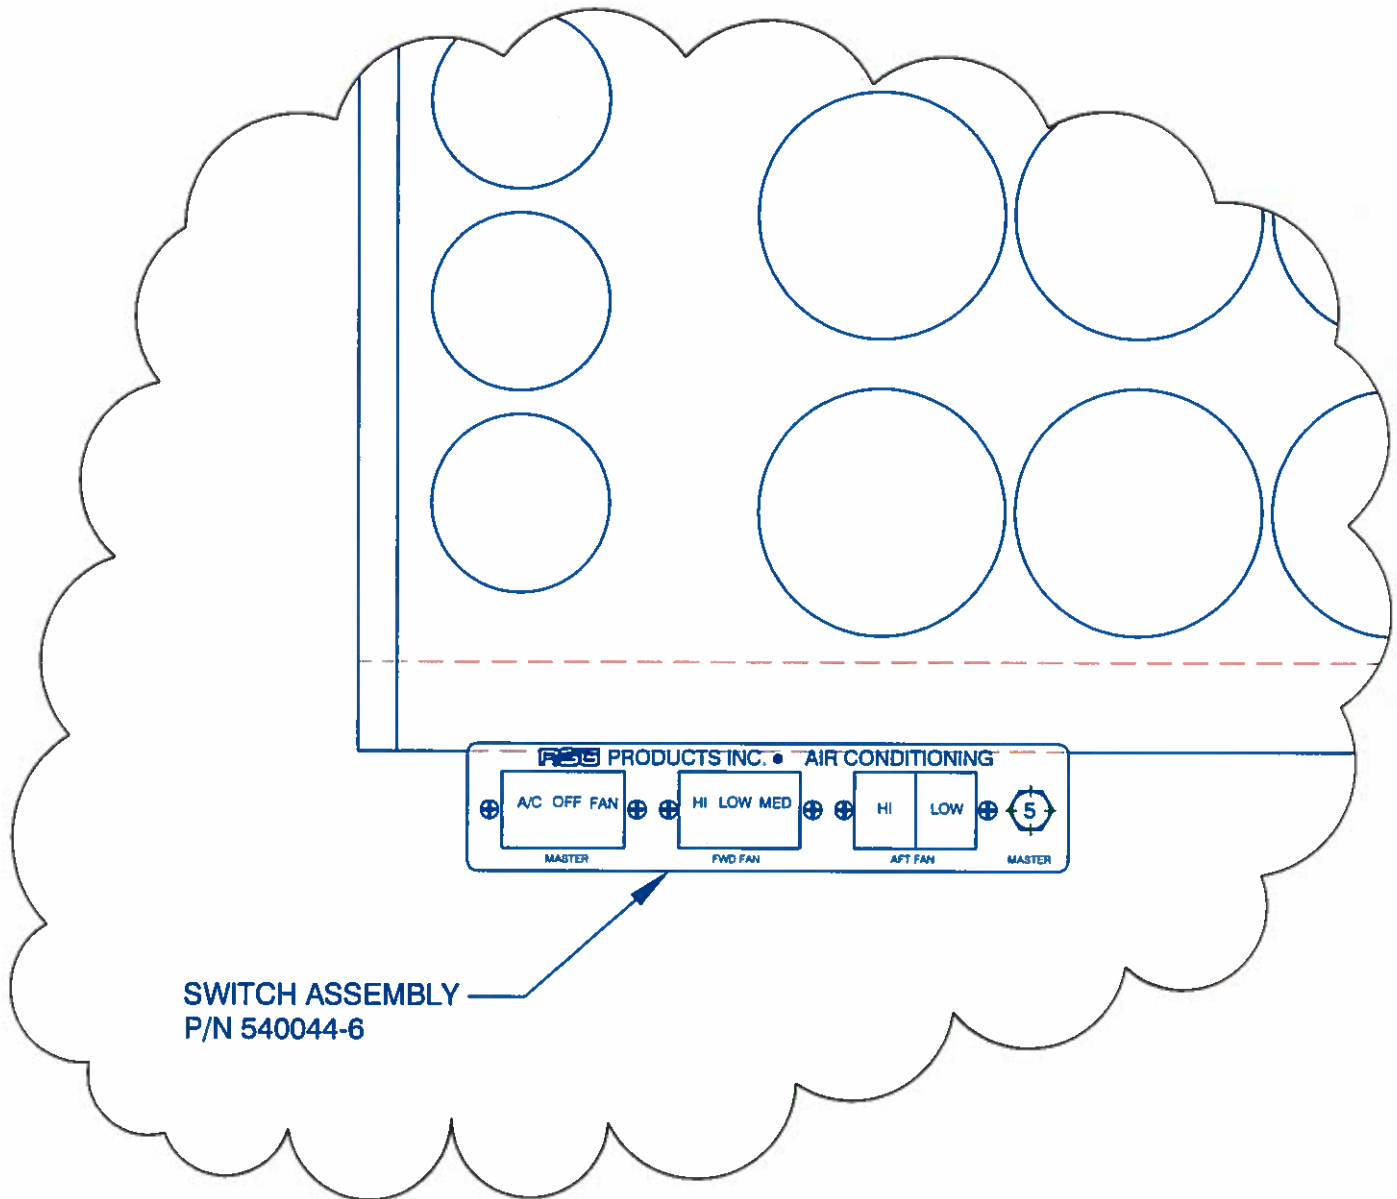 RSG PRODUCTS INC. • AIR CONDITIONING
A/C OFF FAN
HI LOW MED
HI LOW
5
MASTER
FWD FAN
AFT FAN
MASTER
SWITCH ASSEMBLY
P/N 540044-6